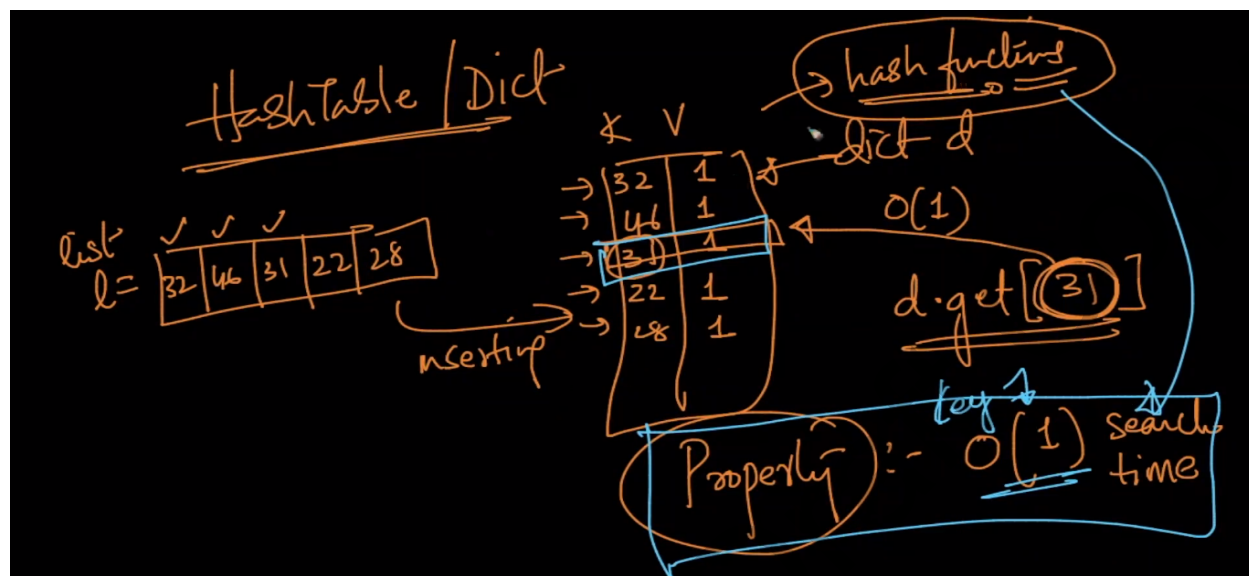 HashTable / Dict
hash functions
K V
dict d
32 1
46 1
31 1
22 1
28 1
list
l= 32 46 31 22 28
inserting
O(1)
d.get[31]
key
Property :- O(1) search time